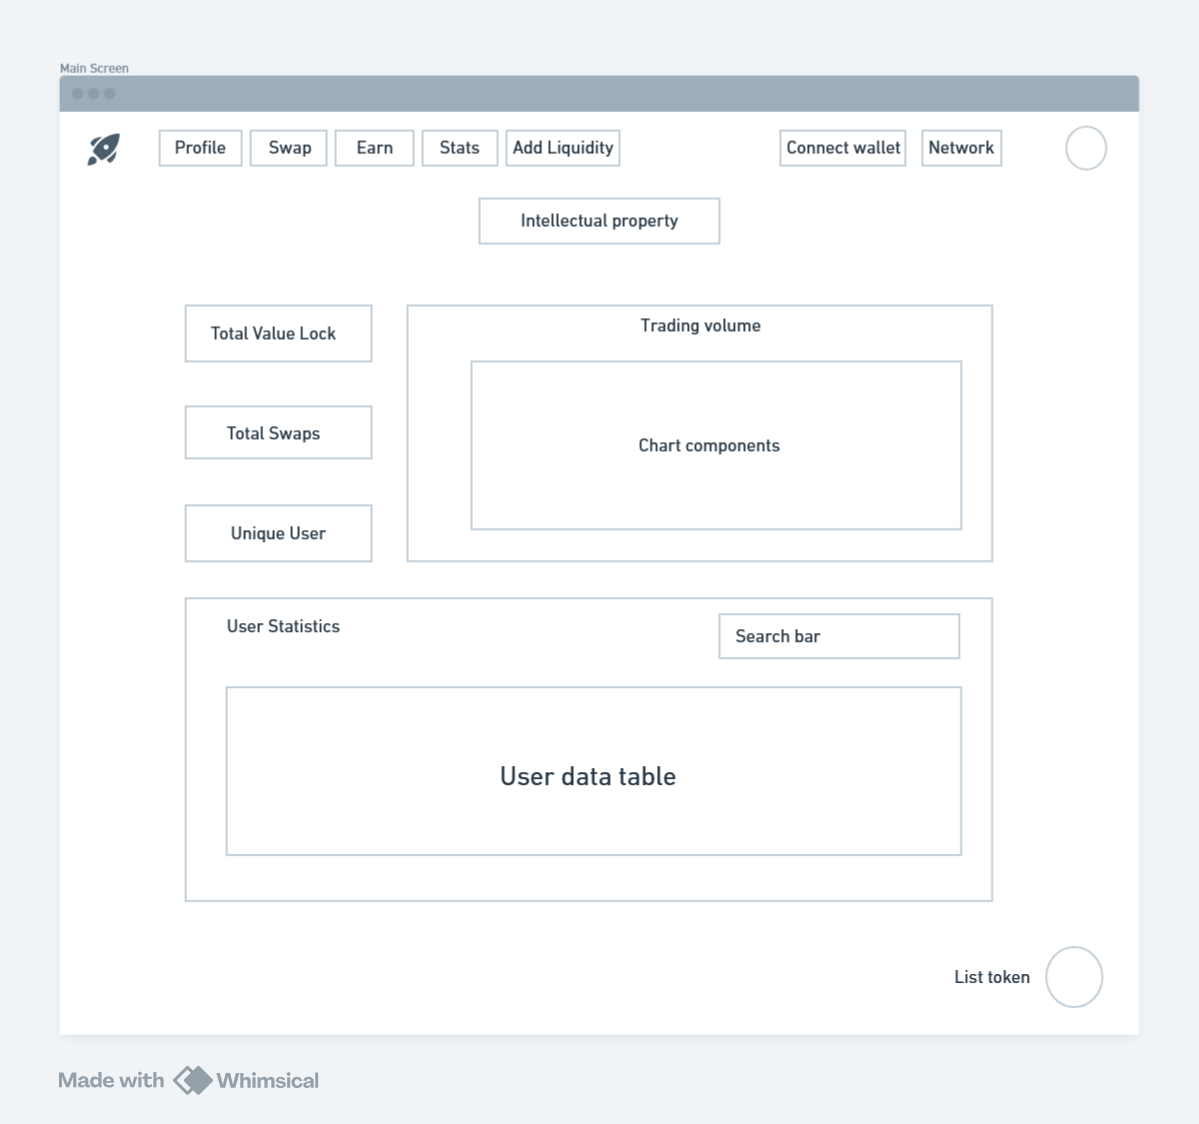 Main Screen
Profile
Swap
Earn
Stats
Add Liquidity
Connect wallet
Network
Intellectual property
Total Value Lock
Trading volume
Chart components
Total Swaps
Unique User
User Statistics
Search bar
User data table
List token
Made with Whimsical